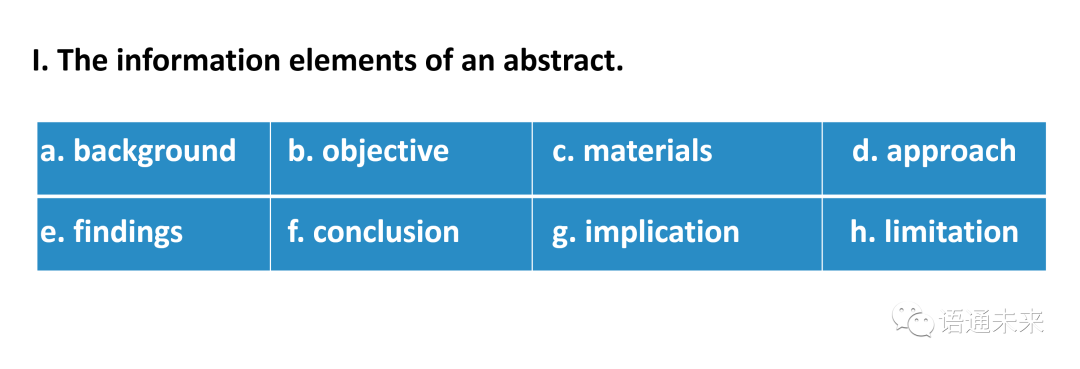 I. The information elements of an abstract.
a. background b. objective c. materials d. approach
e. findings f. conclusion g. implication h. limitation
语通未来